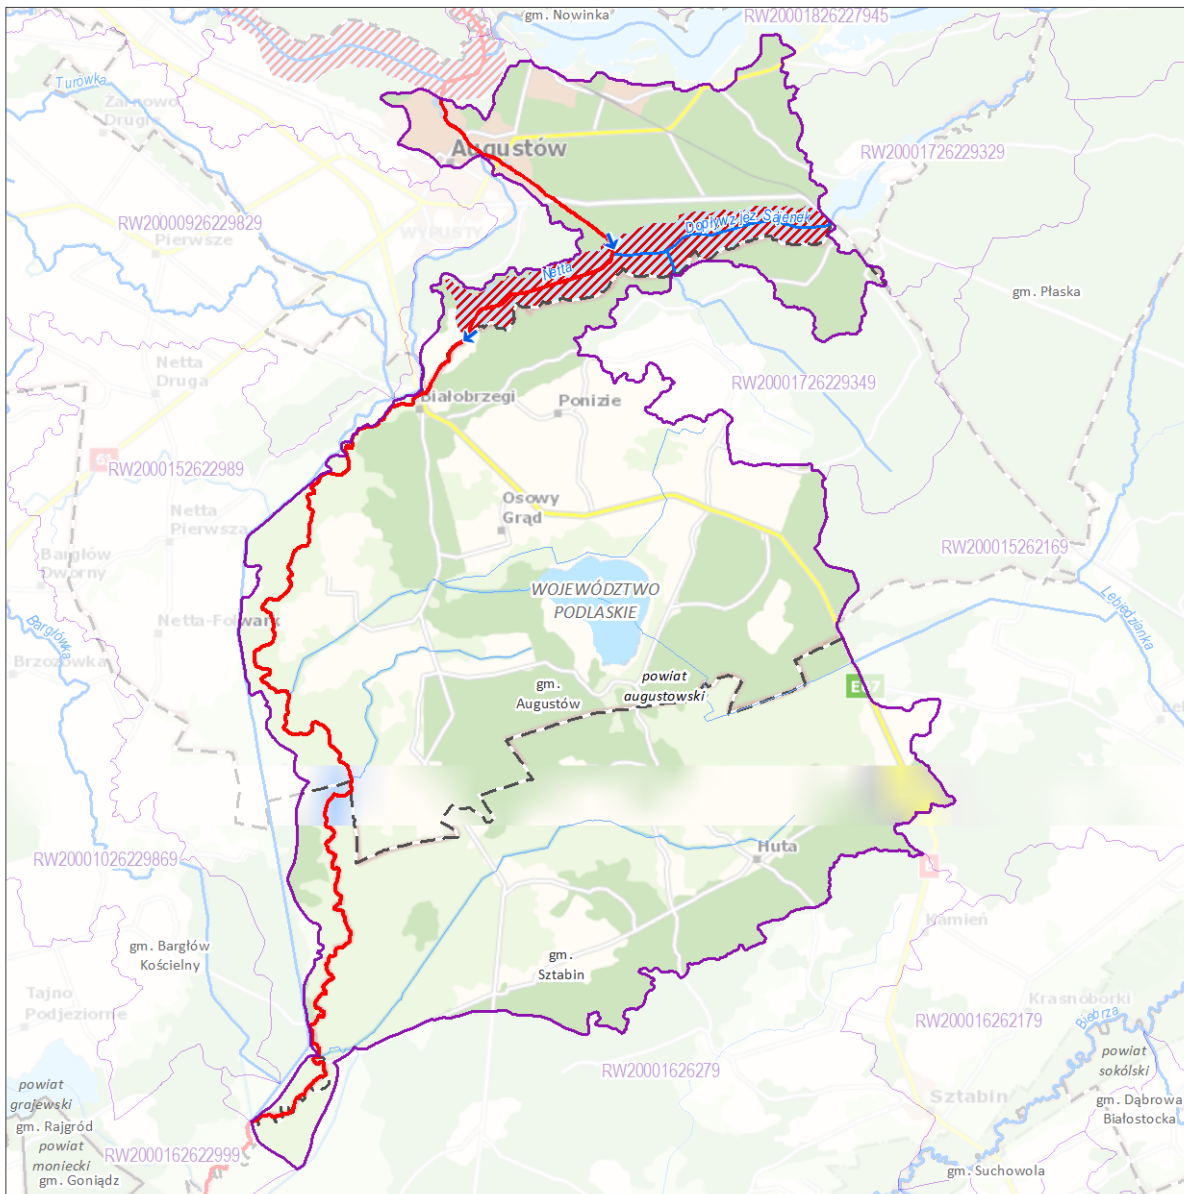 gm. Nowinka
RW20001826227945
Turówka
Żarnowo
Drugie
Augustów
RW20001726229329
RW20000926229829
Pierwsze
WYPUSTY
Dopływ z jez. Sajenek
Netta
gm. Płaska
Netta
Druga
RW20001726229349
Białobrzegi
Ponizie
61
RW2000152622989
Osowy
Grąd
Netta
Pierwsza
Bargłów
Dworny
RW200015262169
WOJEWÓDZTWO
PODLASKIE
Lebiedzianka
Bargłówka
Netta-Folwark
Brzozówka
powiat
augustowski
gm.
Augustów
E67
RW20001026229869
Huta
8
Kamień
gm. Bargłów
Kościelny
gm.
Sztabin
Tajno
Podjeziorne
Krasnoborki
Biebrza
RW200016262179
powiat
sokólski
RW20001626279
powiat
grajewski
Sztabin
gm. Dąbrowa
Białostocka
gm. Rajgród
powiat
moniecki
RW2000162622999
gm. Goniądz
gm. Suchowola